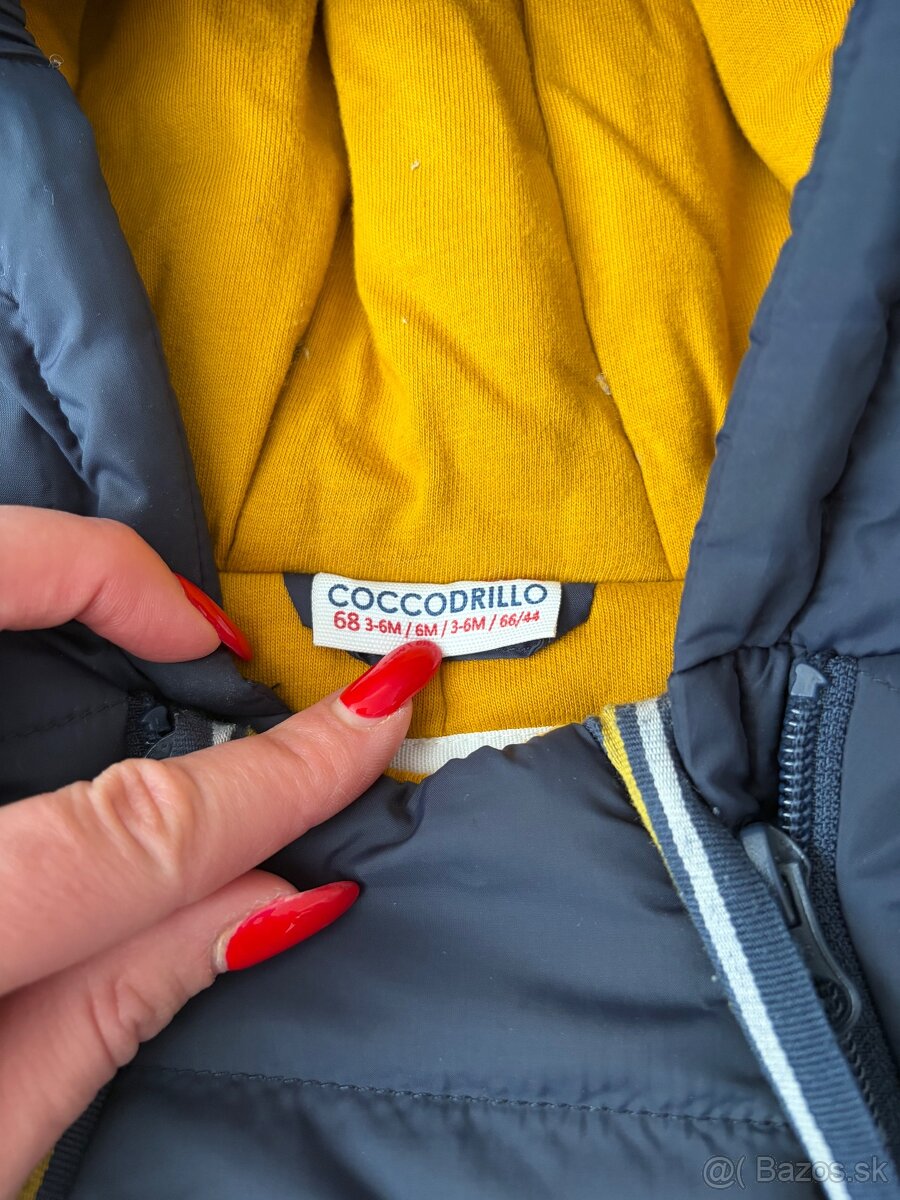 COCCODRILLO
68 3-6M / 6M / 3-6M / 66/44
@( Bazos.sk